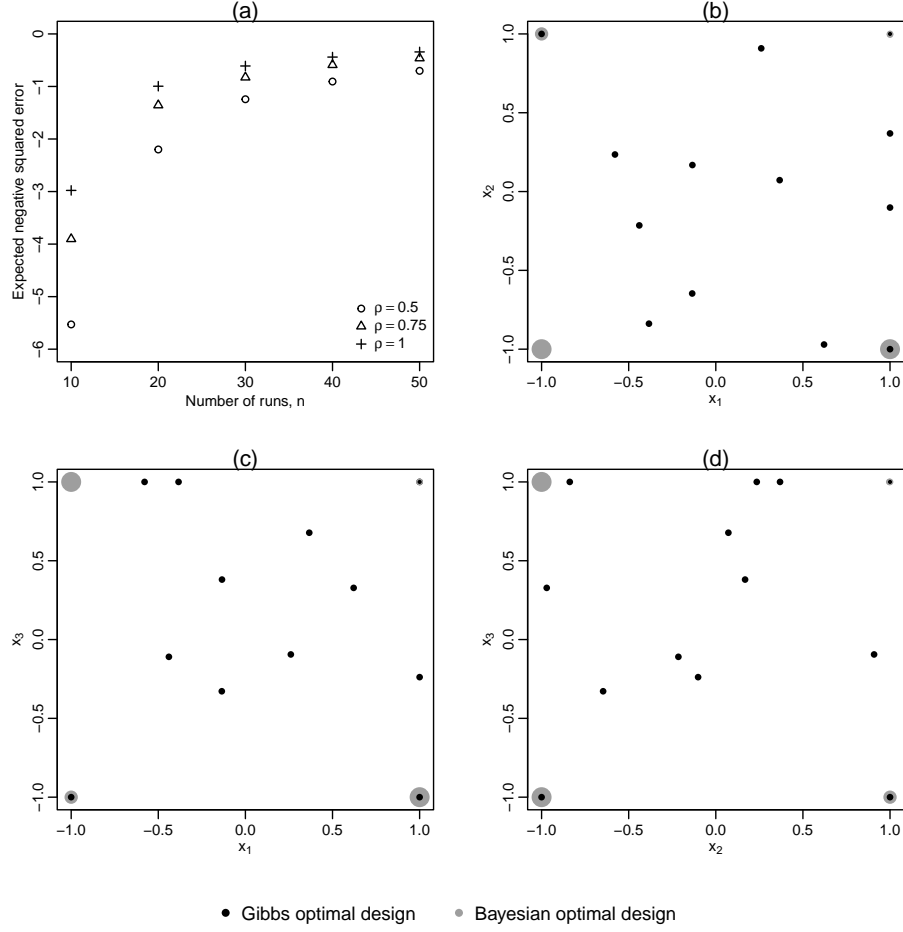 (a)
0
−1
−2
−3
−4
−5
−6
Expected negative squared error
ρ = 0.5
ρ = 0.75
ρ = 1
10 20 30 40 50
Number of runs, n
(b)
1.0
0.5
0.0
−0.5
−1.0
x₂
−1.0 −0.5 0.0 0.5 1.0
x₁
(c)
1.0
0.5
0.0
−0.5
−1.0
x₃
−1.0 −0.5 0.0 0.5 1.0
x₁
(d)
1.0
0.5
0.0
−0.5
−1.0
x₃
−1.0 −0.5 0.0 0.5 1.0
x₂
Gibbs optimal design Bayesian optimal design